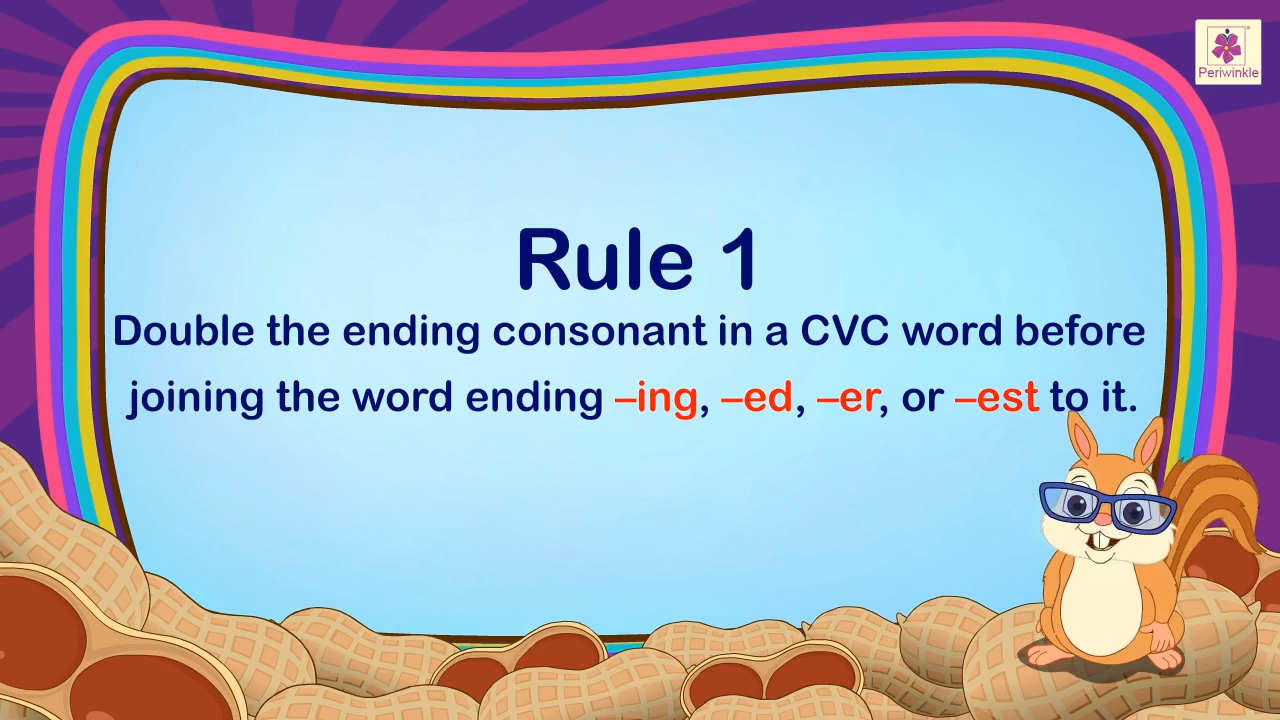 Periwinkle
Rule 1
Double the ending consonant in a CVC word before
joining the word ending –ing, –ed, –er, or –est to it.